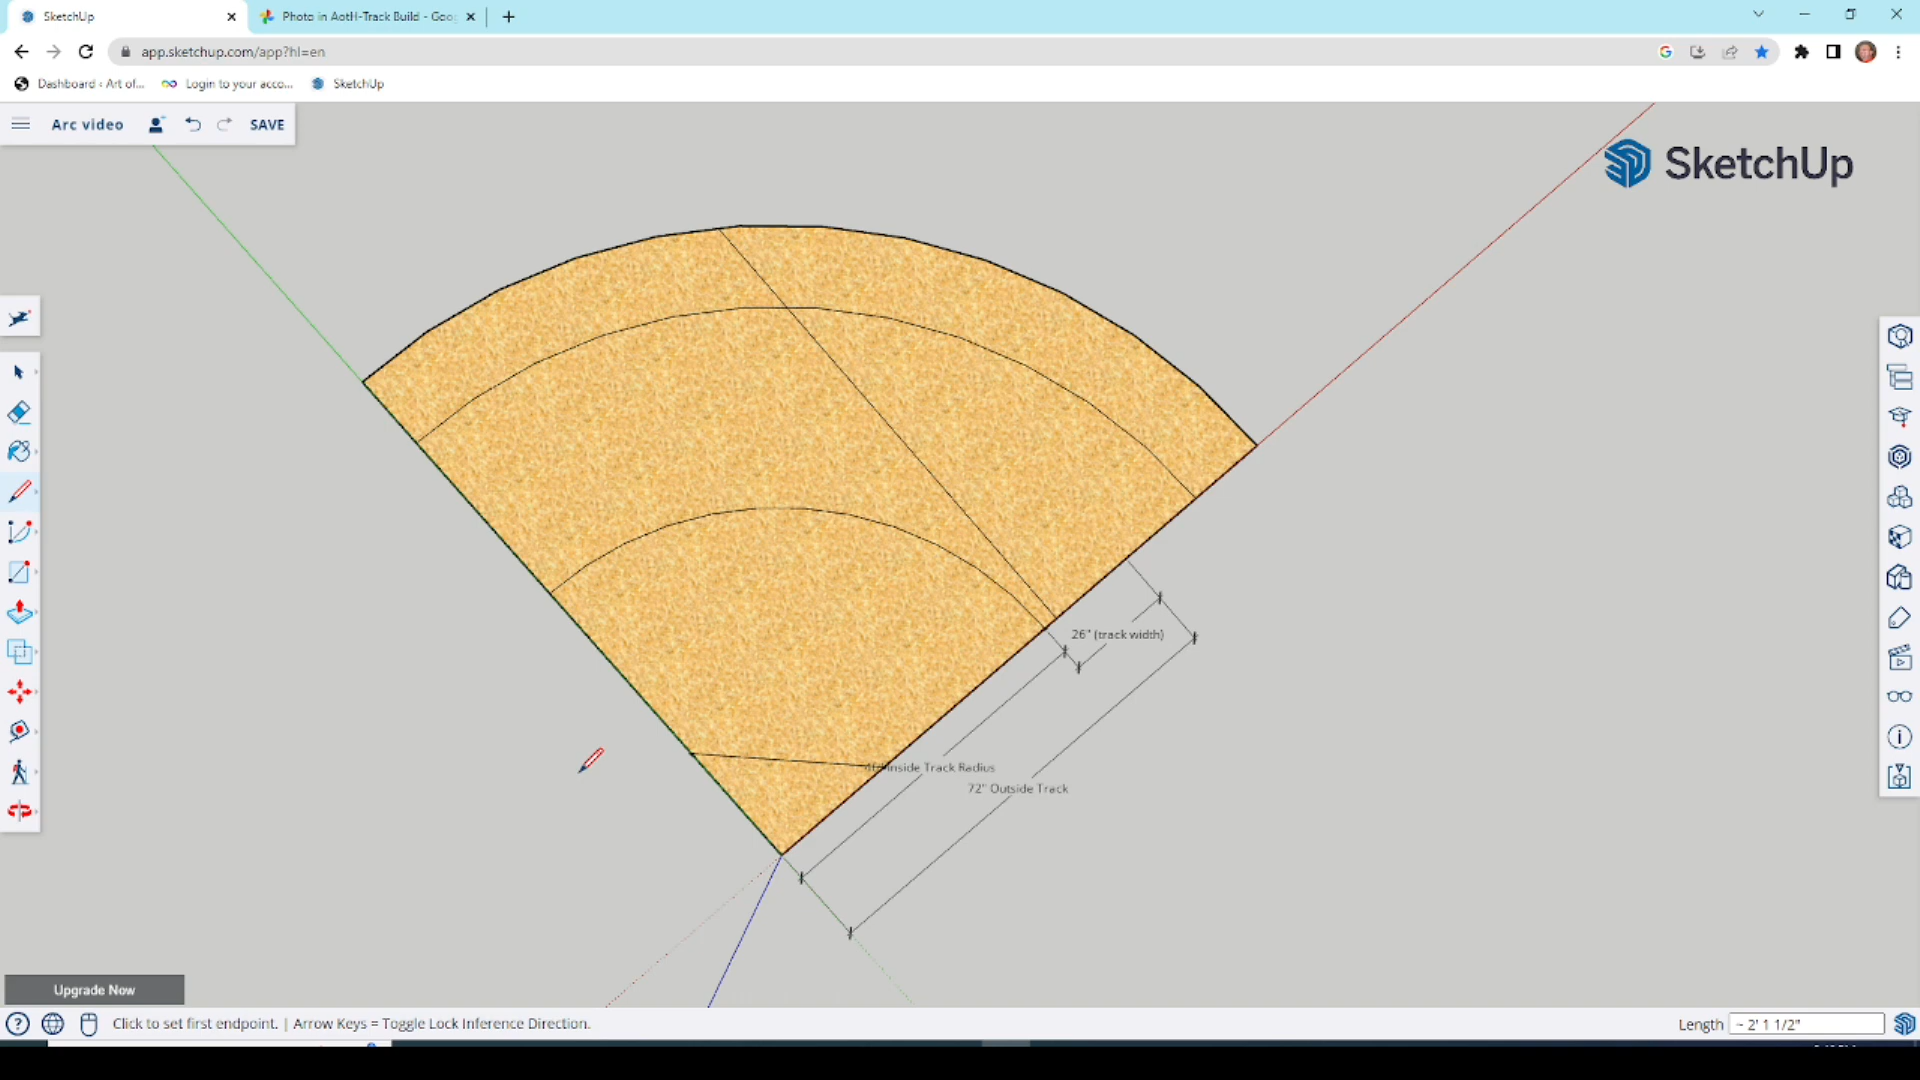 SketchUp
Photo in AotH-Track Build - Goo
app.sketchup.com/app?hl=en
Dashboard ‹ Art of...
Login to your acco...
SketchUp
Arc video
SAVE
SketchUp
26" (track width)
Inside Track Radius
72" Outside Track
Upgrade Now
Click to set first endpoint. | Arrow Keys = Toggle Lock Inference Direction.
Length
~ 2' 1 1/2"